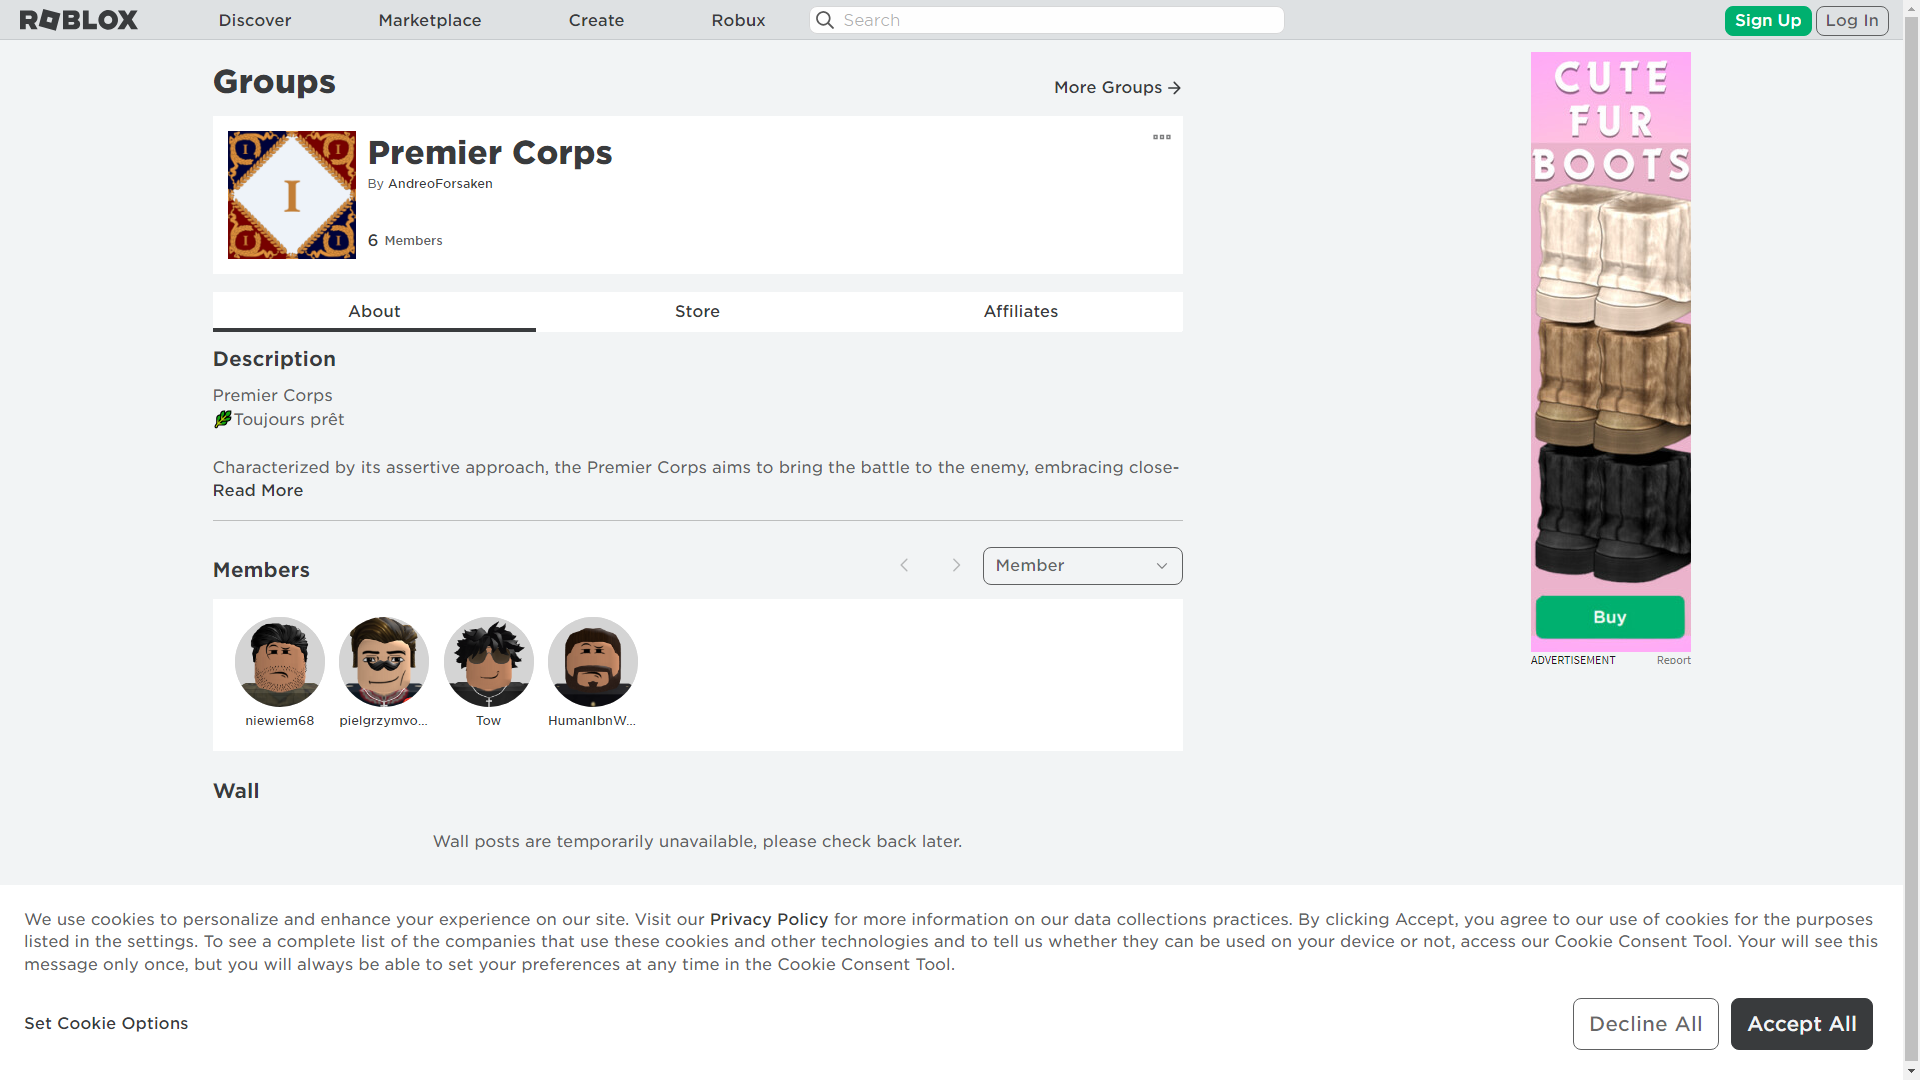 ROBLOX
Discover
Marketplace
Create
Robux
Search
Sign Up
Log In
Groups
More Groups
I
I
I
I
I
Premier Corps
By AndreoForsaken
6 Members
About
Store
Affiliates
Description
Premier Corps
Toujours prêt
Characterized by its assertive approach, the Premier Corps aims to bring the battle to the enemy, embracing close-
Read More
Members
Member
niewiem68
pielgrzymvo...
Tow
HumanIbnW...
Wall
Wall posts are temporarily unavailable, please check back later.
CUTE
FUR
BOOTS
Buy
ADVERTISEMENT
Report
We use cookies to personalize and enhance your experience on our site. Visit our Privacy Policy for more information on our data collections practices. By clicking Accept, you agree to our use of cookies for the purposes
listed in the settings. To see a complete list of the companies that use these cookies and other technologies and to tell us whether they can be used on your device or not, access our Cookie Consent Tool. Your will see this
message only once, but you will always be able to set your preferences at any time in the Cookie Consent Tool.
Set Cookie Options
Decline All
Accept All